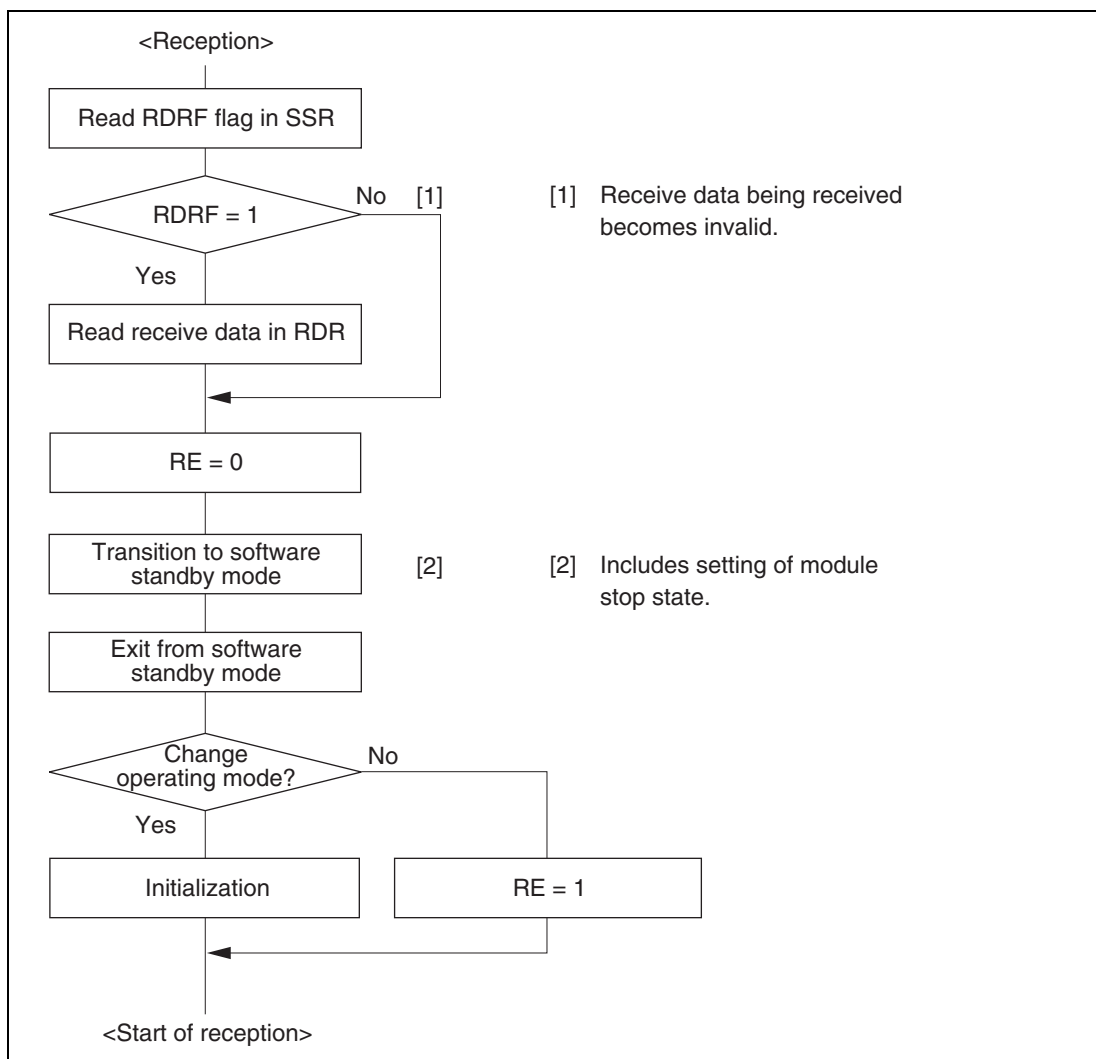 <Reception>
Read RDRF flag in SSR
RDRF = 1
No [1]
[1] Receive data being received
becomes invalid.
Yes
Read receive data in RDR
RE = 0
Transition to software
standby mode
[2]
[2] Includes setting of module
stop state.
Exit from software
standby mode
Change
operating mode?
No
Yes
Initialization
RE = 1
<Start of reception>